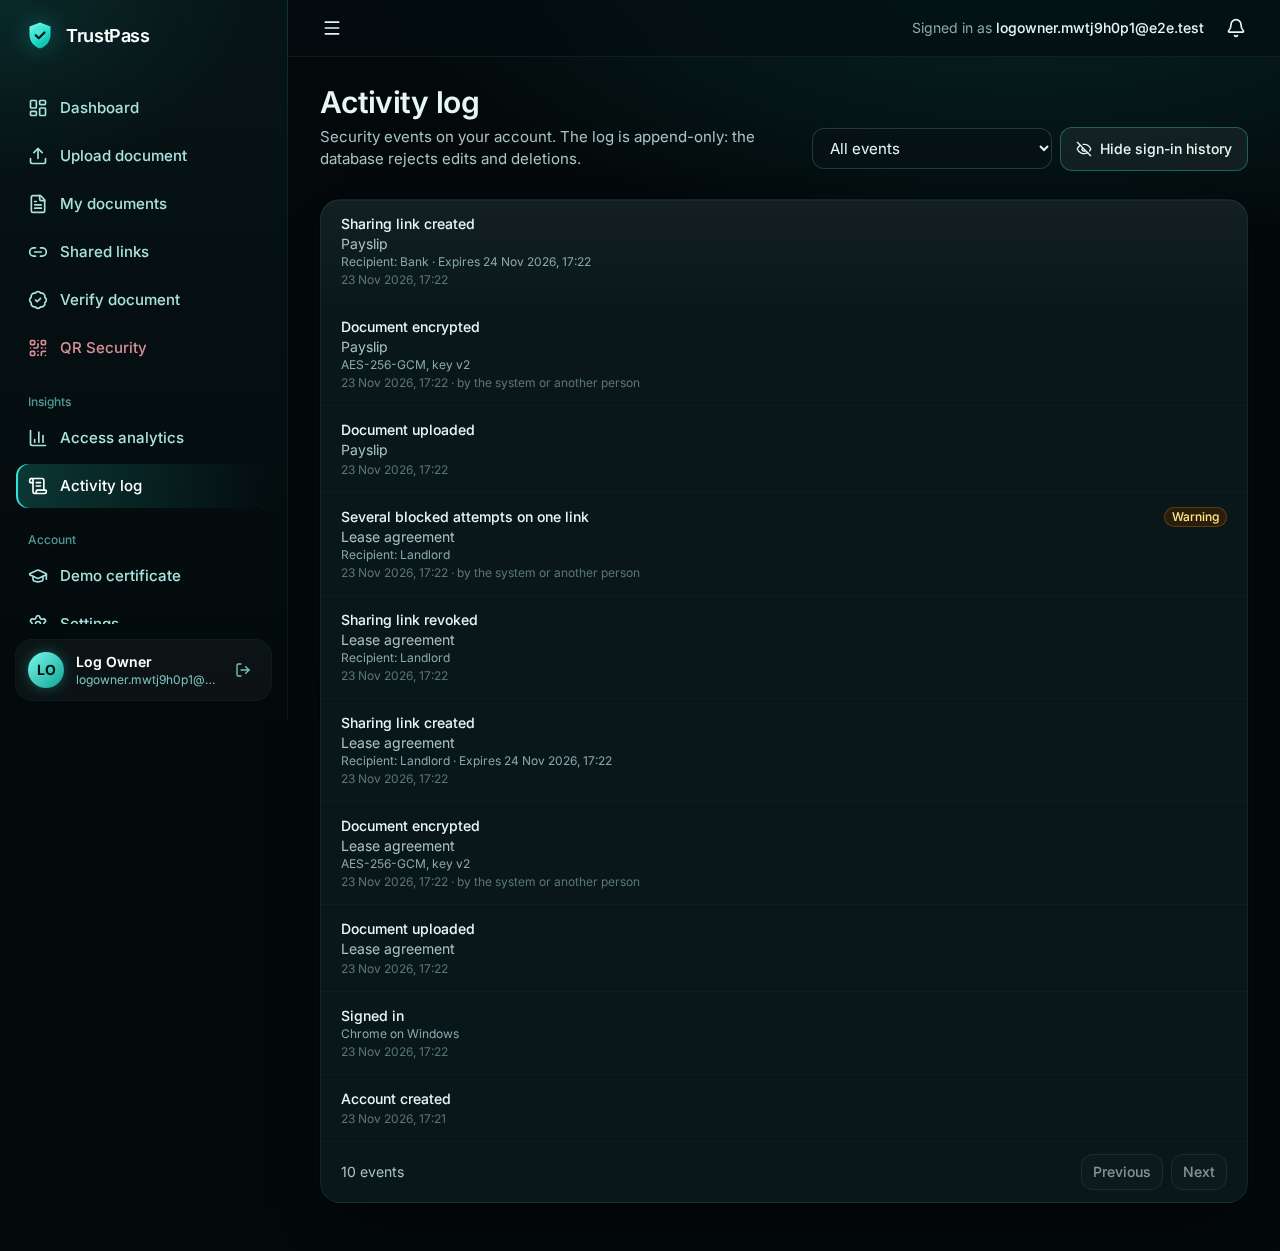 TrustPass
Dashboard
Upload document
My documents
Shared links
Verify document
QR Security
Insights
Access analytics
Activity log
Account
Demo certificate
Settings
LO
Log Owner
logowner.mwtj9h0p1@...
Signed in as logowner.mwtj9h0p1@e2e.test
Activity log
Security events on your account. The log is append-only: the
database rejects edits and deletions.
All events
Hide sign-in history
Sharing link created
Payslip
Recipient: Bank · Expires 24 Nov 2026, 17:22
23 Nov 2026, 17:22
Document encrypted
Payslip
AES-256-GCM, key v2
23 Nov 2026, 17:22 · by the system or another person
Document uploaded
Payslip
23 Nov 2026, 17:22
Several blocked attempts on one link
Warning
Lease agreement
Recipient: Landlord
23 Nov 2026, 17:22 · by the system or another person
Sharing link revoked
Lease agreement
Recipient: Landlord
23 Nov 2026, 17:22
Sharing link created
Lease agreement
Recipient: Landlord · Expires 24 Nov 2026, 17:22
23 Nov 2026, 17:22
Document encrypted
Lease agreement
AES-256-GCM, key v2
23 Nov 2026, 17:22 · by the system or another person
Document uploaded
Lease agreement
23 Nov 2026, 17:22
Signed in
Chrome on Windows
23 Nov 2026, 17:22
Account created
23 Nov 2026, 17:21
10 events
Previous
Next